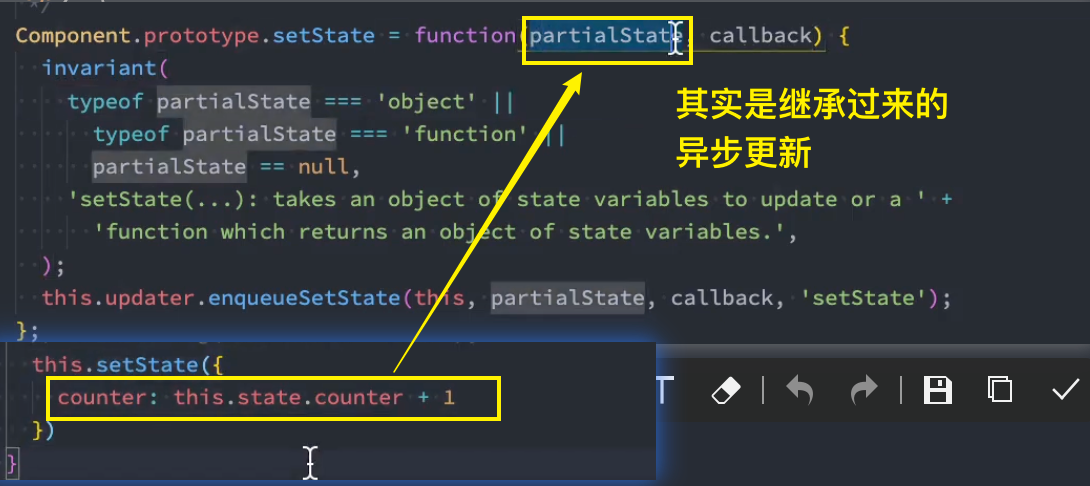 */
Component.prototype.setState = function(partialState, callback) {
invariant(
typeof partialState === 'object' ||
typeof partialState === 'function' ||
partialState == null,
'setState(...): takes an object of state variables to update or a ' +
'function which returns an object of state variables.',
);
this.updater.enqueueSetState(this, partialState, callback, 'setState');
};
其实是继承过来的
异步更新
this.setState({
counter: this.state.counter + 1
})
}
T